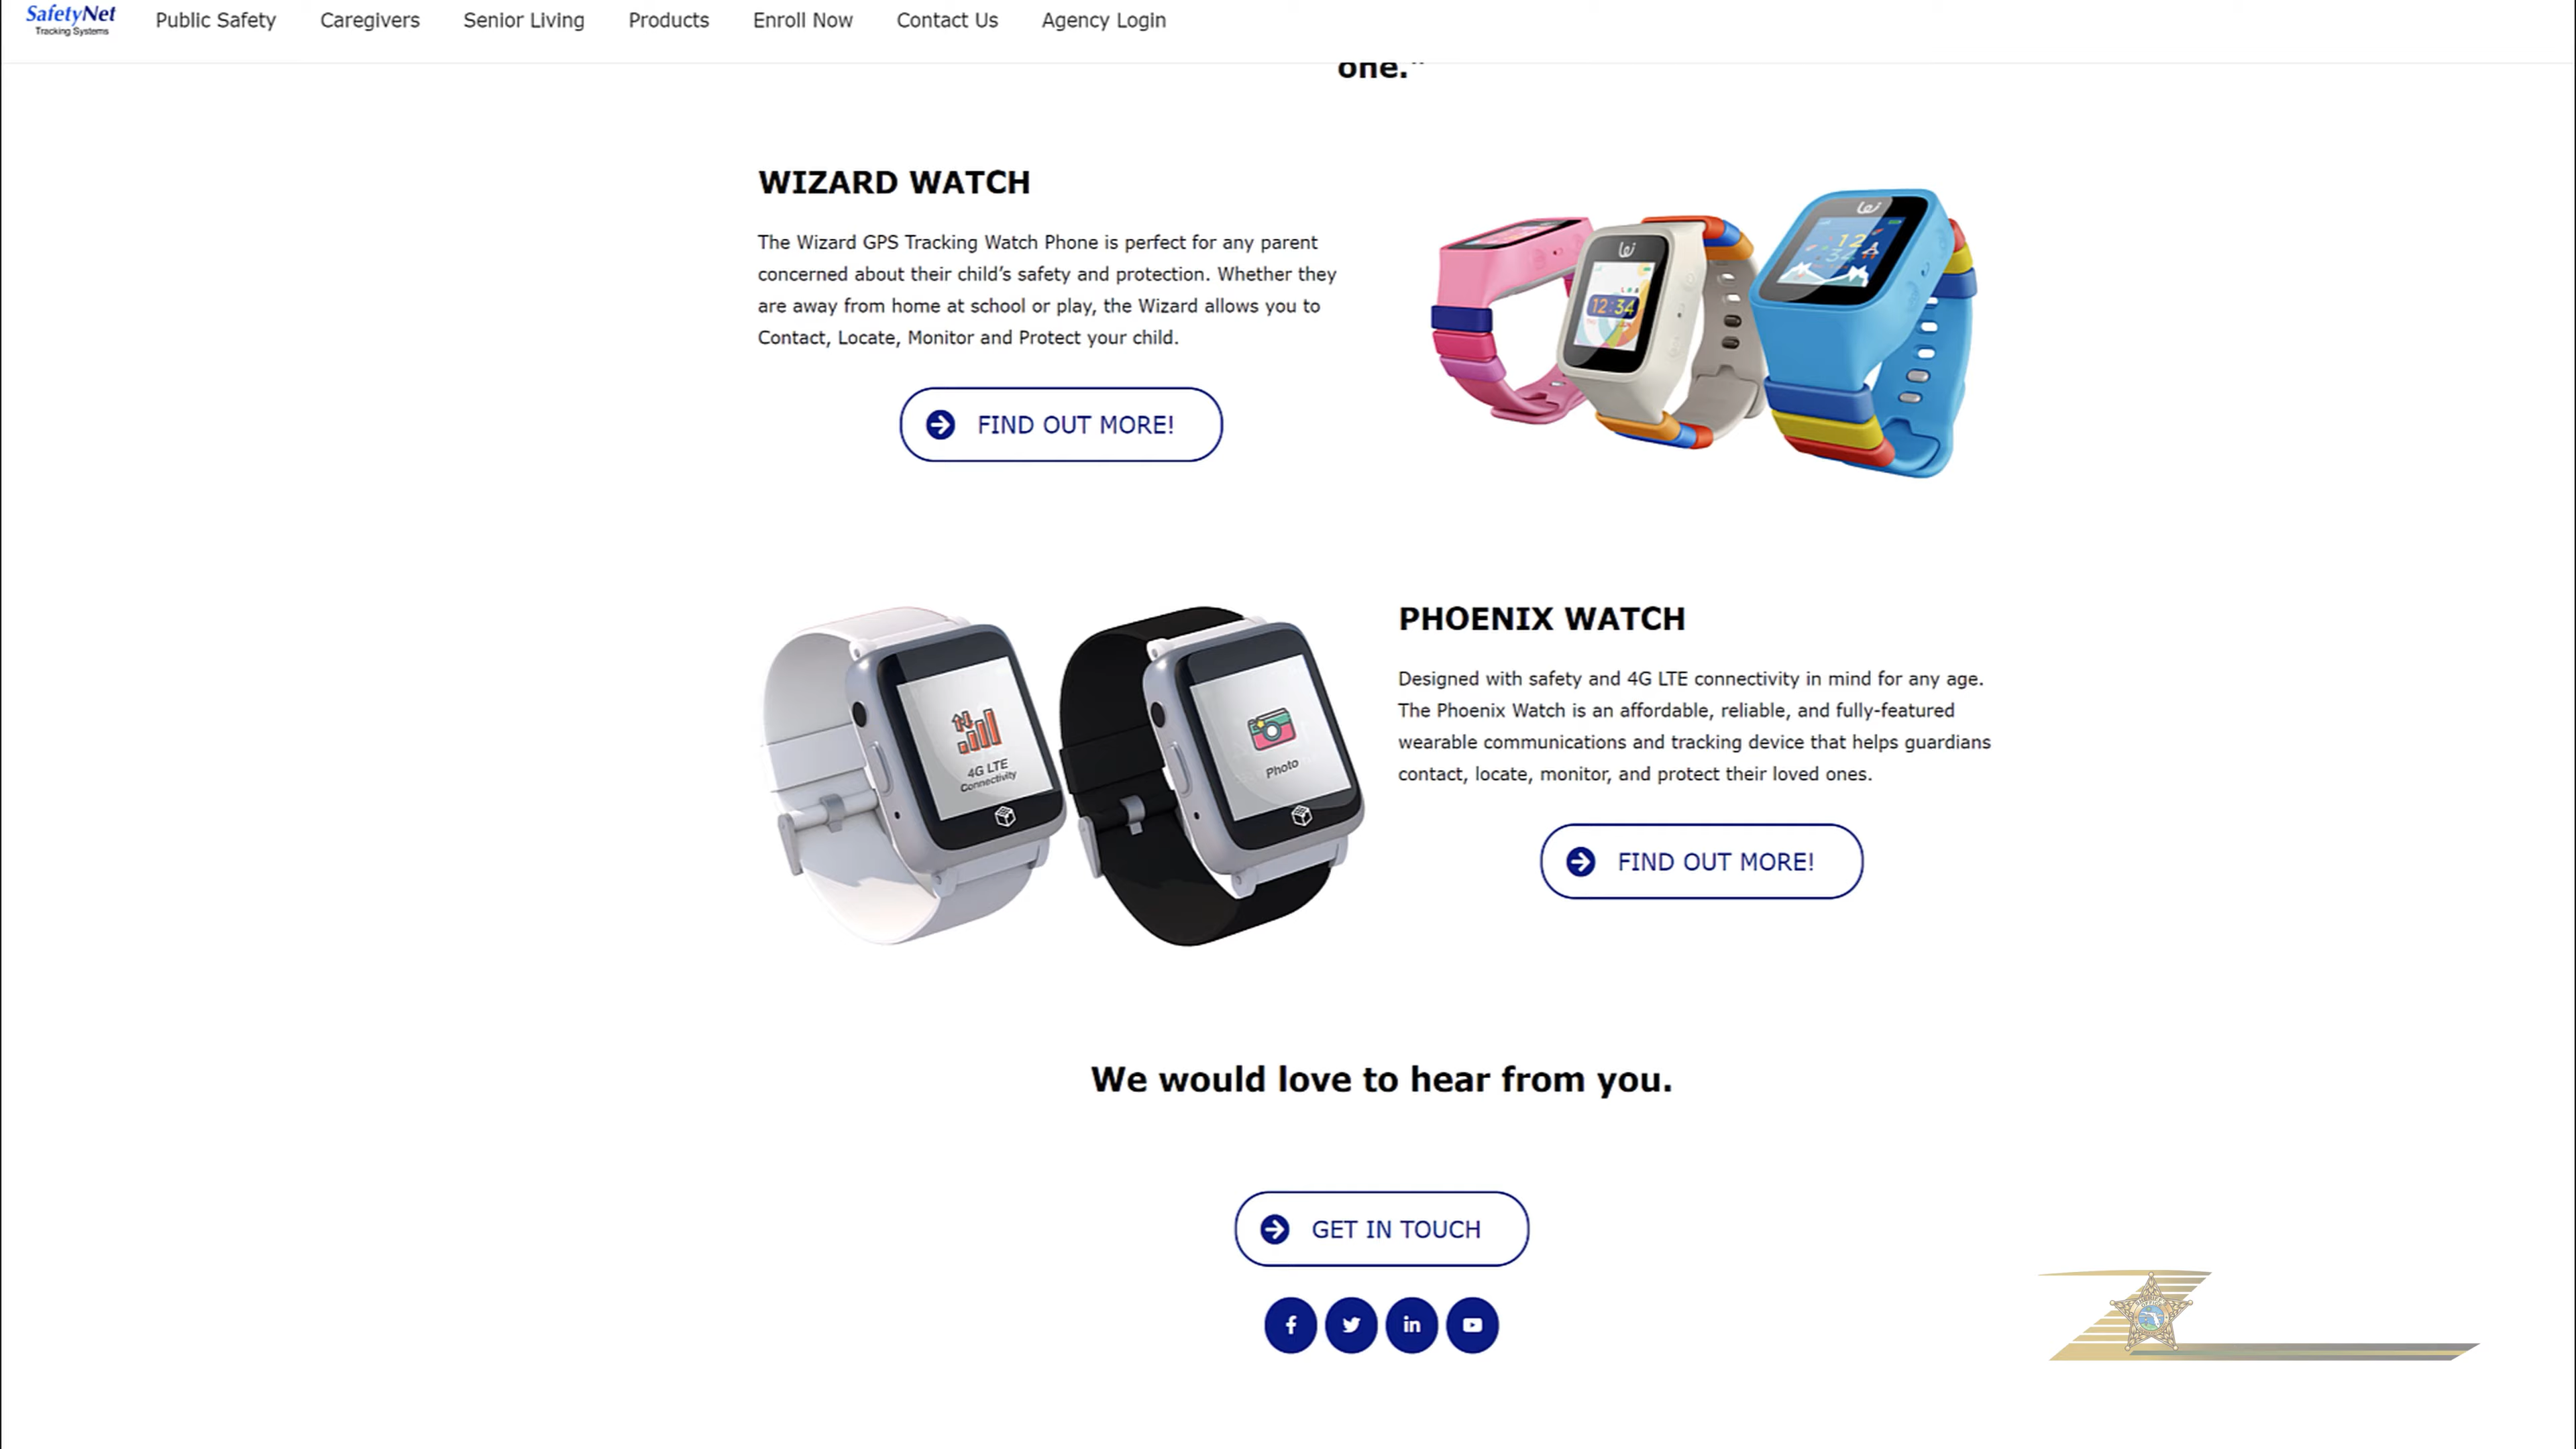 SafetyNet
Tracking Systems
Public Safety
Caregivers
Senior Living
Products
Enroll Now
Contact Us
Agency Login
one."
WIZARD WATCH
The Wizard GPS Tracking Watch Phone is perfect for any parent
concerned about their child’s safety and protection. Whether they
are away from home at school or play, the Wizard allows you to
Contact, Locate, Monitor and Protect your child.
FIND OUT MORE!
12:34
12
34
4G LTE
Connectivity
Photo
PHOENIX WATCH
Designed with safety and 4G LTE connectivity in mind for any age.
The Phoenix Watch is an affordable, reliable, and fully-featured
wearable communications and tracking device that helps guardians
contact, locate, monitor, and protect their loved ones.
FIND OUT MORE!
We would love to hear from you.
GET IN TOUCH